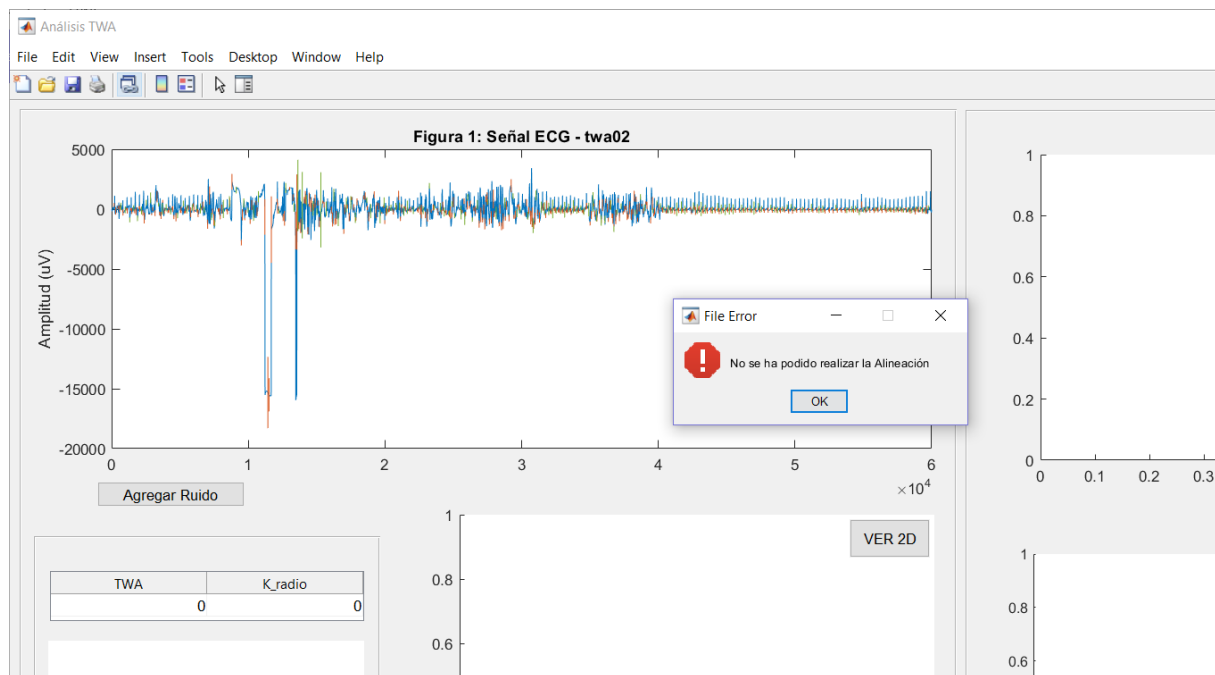 Análisis TWA
File Edit View Insert Tools Desktop Window Help
Figura 1: Señal ECG - twa02
5000
0
-5000
-10000
-15000
-20000
Amplitud (uV)
0 1 2 3 4 5 6
×10^4
Agregar Ruido
File Error
No se ha podido realizar la Alineación
OK
1
0.8
0.6
0.4
0.2
0
0 0.1 0.2 0.3
TWA K_radio
0 0
1
0.8
0.6
VER 2D
1
0.8
0.6